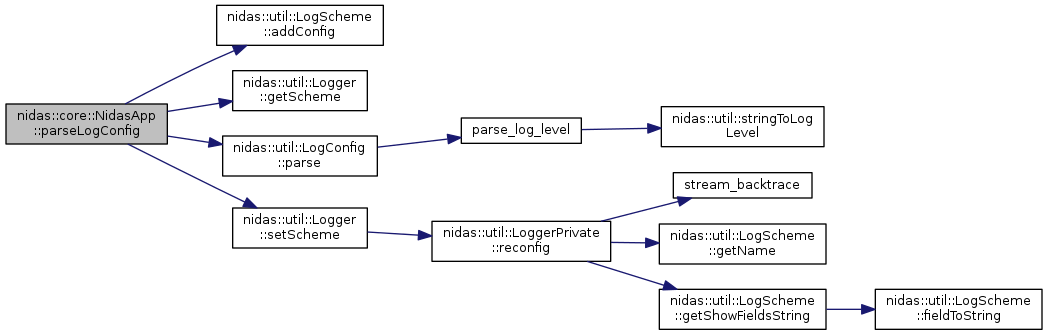 nidas::util::LogScheme
::addConfig
nidas::util::Logger
::getScheme
nidas::core::NidasApp
::parseLogConfig
nidas::util::LogConfig
::parse
parse_log_level
nidas::util::stringToLog
Level
nidas::util::Logger
::setScheme
nidas::util::LoggerPrivate
::reconfig
stream_backtrace
nidas::util::LogScheme
::getName
nidas::util::LogScheme
::getShowFieldsString
nidas::util::LogScheme
::fieldToString